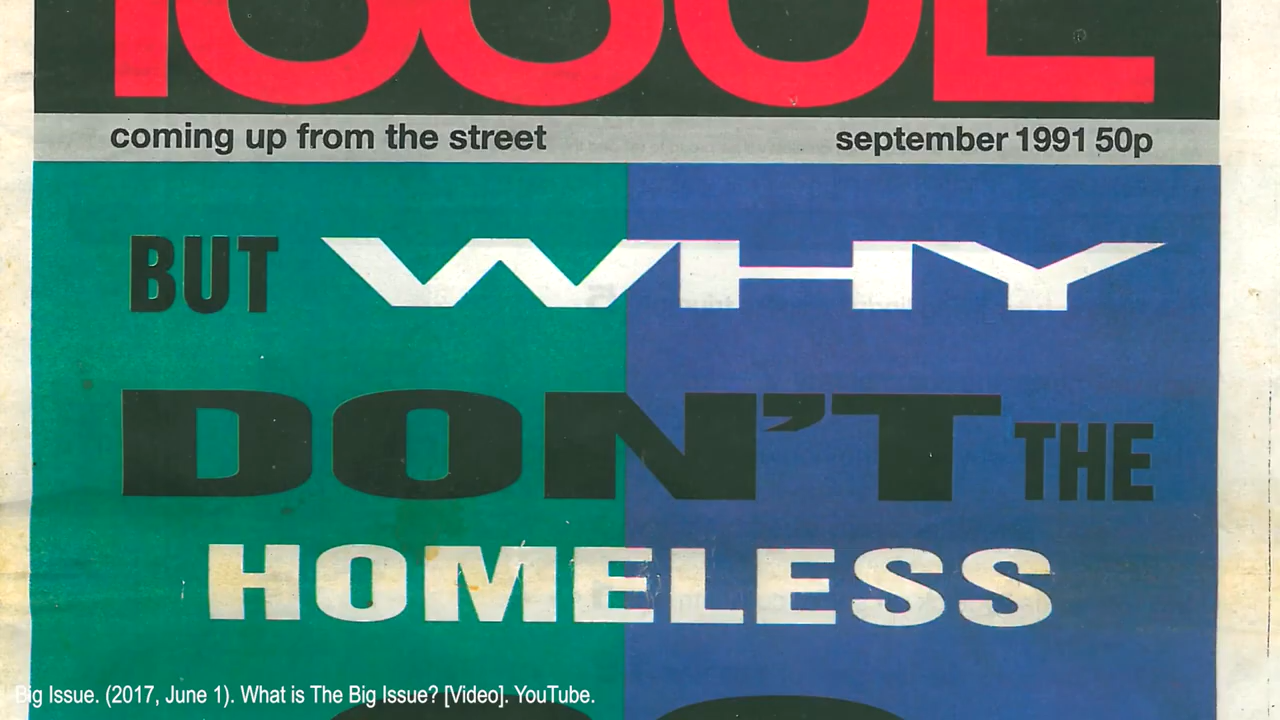 ISSUE
coming up from the street september 1991 50p
BUT WHY
DON'T THE
HOMELESS
Big Issue. (2017, June 1). What is The Big Issue? [Video]. YouTube.